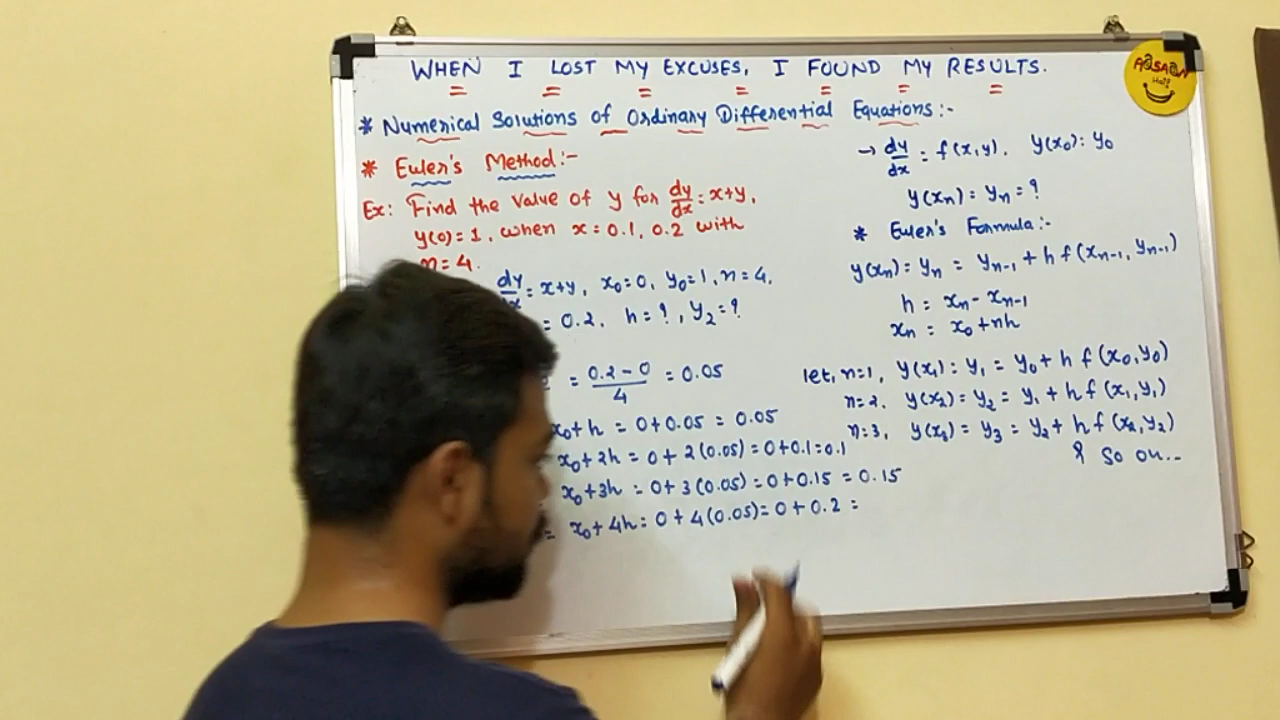 WHEN I LOST MY EXCUSES, I FOUND MY RESULTS.
* Numerical Solutions of Ordinary Differential Equations:-
* Euler's Method:-
Ex: Find the value of y for dy/dx = x+y,
y(0)=1, when x=0.1, 0.2 with
n=4.
dy/dx = x+y, x₀=0, y₀=1, n=4.
= 0.2, h=?, y₂=?
= (0.2-0)/4 = 0.05
x₀+h = 0+0.05 = 0.05
x₀+2h = 0+2(0.05)=0+0.1=0.1
x₀+3h = 0+3(0.05)=0+0.15=0.15
= x₀+4h = 0+4(0.05)=0+0.2=
→ dy/dx = f(x,y), y(x₀)=y₀
y(xₙ)=yₙ=?
* Euler's Formula:-
y(xₙ)=yₙ = yₙ₋₁ + h f(xₙ₋₁, yₙ₋₁)
h = xₙ - xₙ₋₁
xₙ = x₀+nh
let, n=1, y(x₁)=y₁ = y₀+h f(x₀,y₀)
n=2, y(x₂)=y₂ = y₁+h f(x₁,y₁)
n=3, y(x₃)=y₃ = y₂+h f(x₂,y₂)
& so on...
AASAAN
Hai?